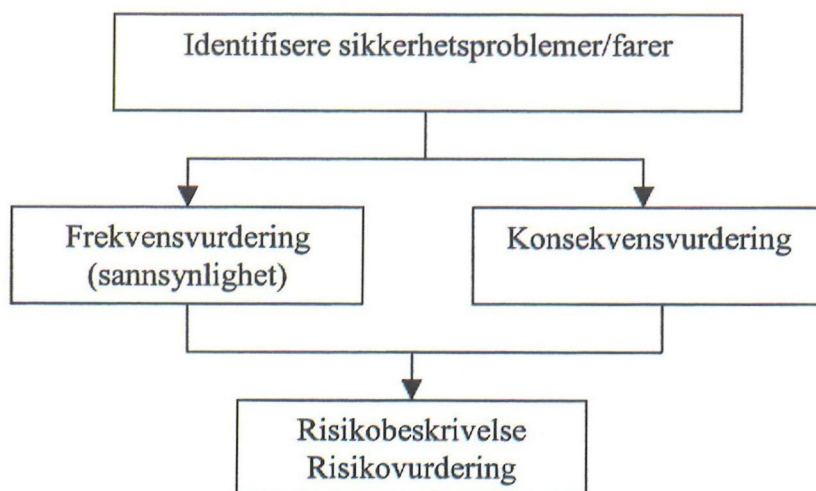 Identifisere sikkerhetsproblemer/farer
Frekvensvurdering
(sannsynlighet)
Konsekvensvurdering
Risikobeskrivelse
Risikovurdering